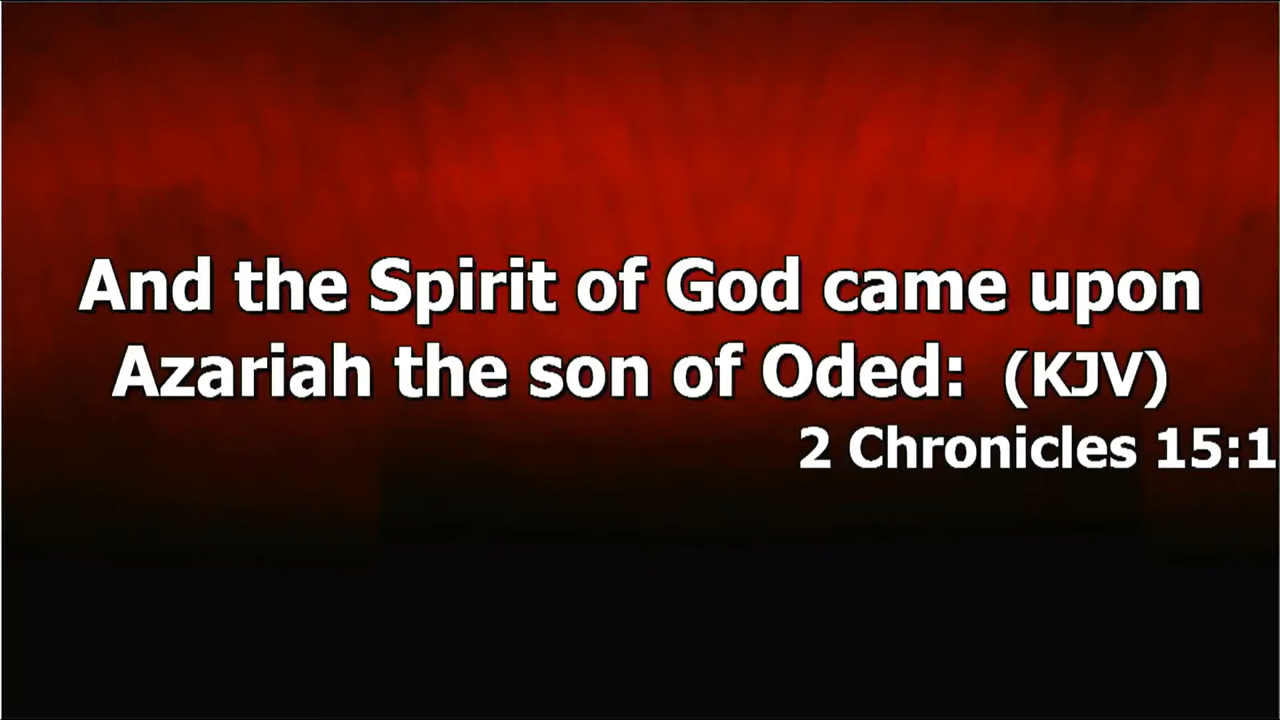 And the Spirit of God came upon
Azariah the son of Oded: (KJV)
2 Chronicles 15:1